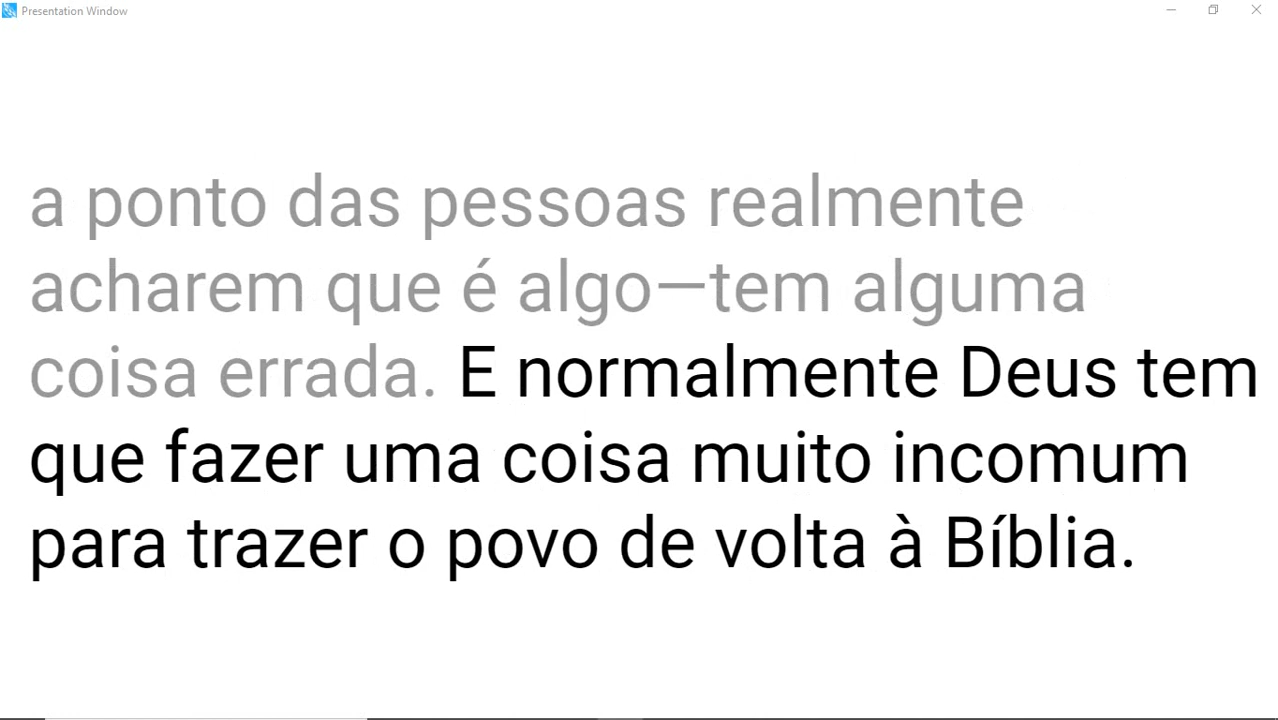 Presentation Window
a ponto das pessoas realmente
acharem que é algo—tem alguma
coisa errada. E normalmente Deus tem
que fazer uma coisa muito incomum
para trazer o povo de volta à Bíblia.